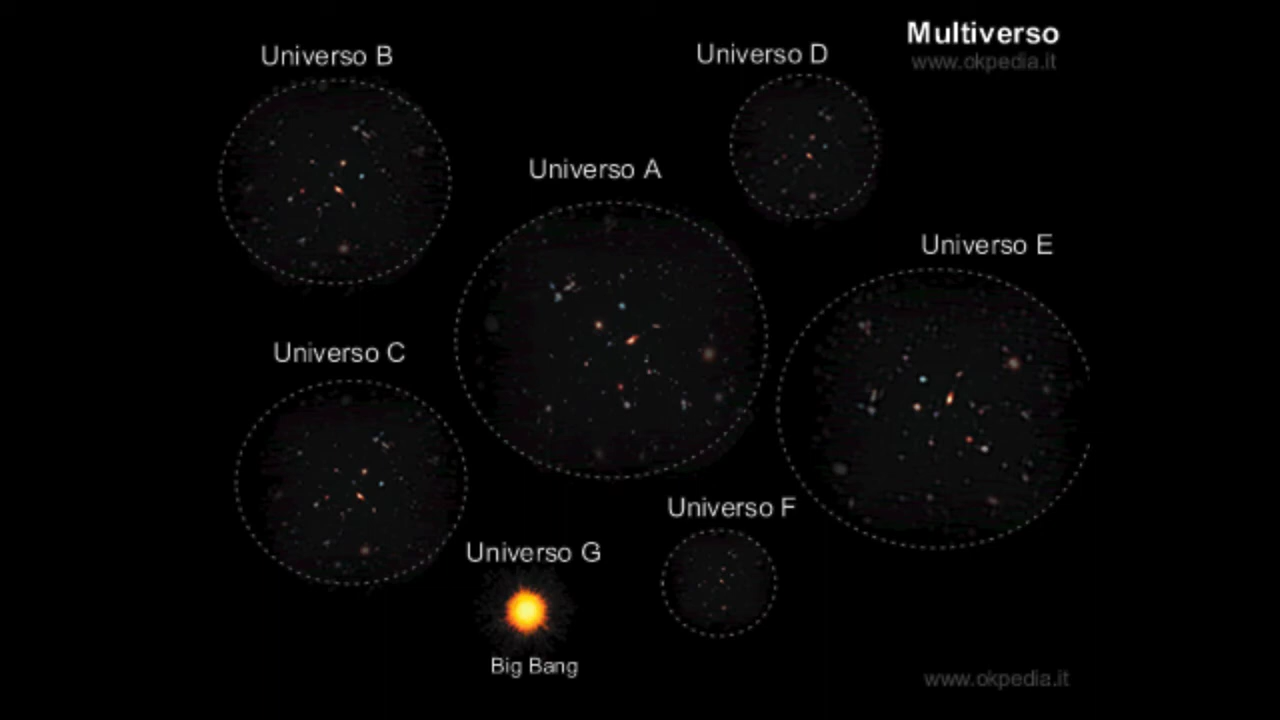 Multiverso
www.okpedia.it
Universo B
Universo D
Universo A
Universo E
Universo C
Universo F
Universo G
Big Bang
www.okpedia.it